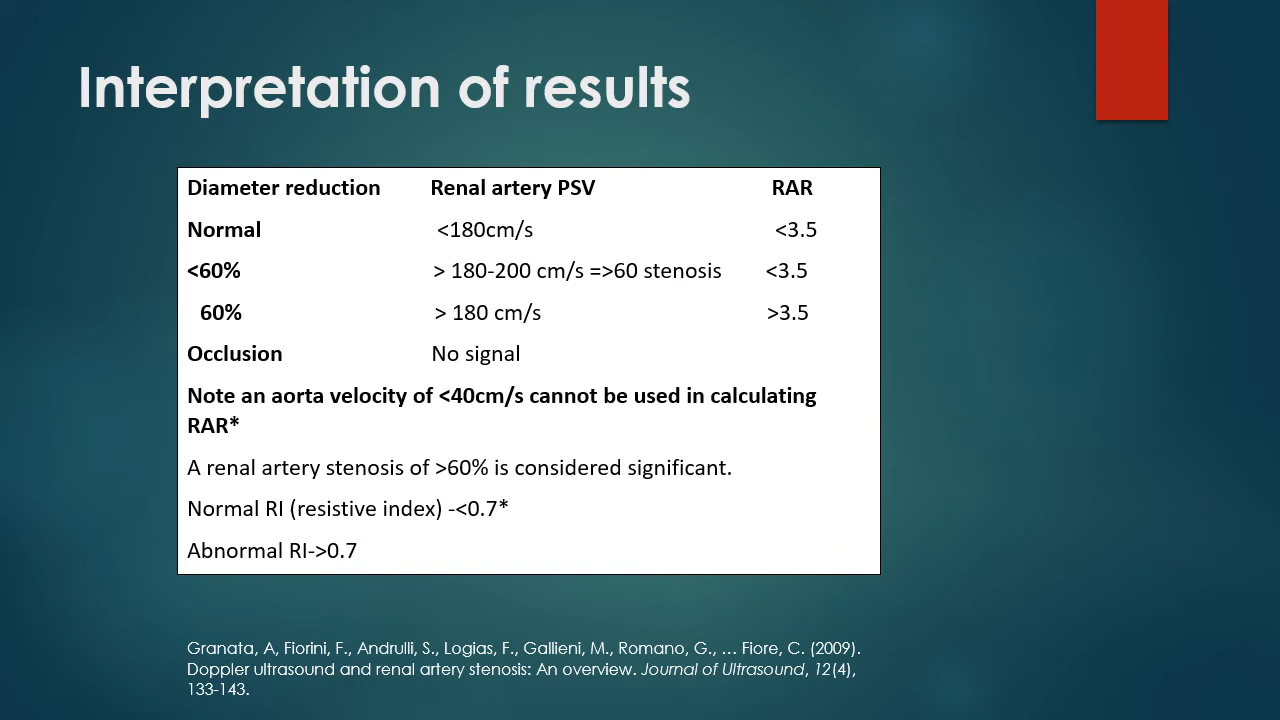 Interpretation of results
Diameter reduction Renal artery PSV RAR
Normal <180cm/s <3.5
<60% > 180-200 cm/s =>60 stenosis <3.5
60% > 180 cm/s >3.5
Occlusion No signal
Note an aorta velocity of <40cm/s cannot be used in calculating
RAR*
A renal artery stenosis of >60% is considered significant.
Normal RI (resistive index) -<0.7*
Abnormal RI->0.7
Granata, A, Fiorini, F., Andrulli, S., Logias, F., Gallieni, M., Romano, G., ... Fiore, C. (2009).
Doppler ultrasound and renal artery stenosis: An overview. Journal of Ultrasound, 12(4),
133-143.